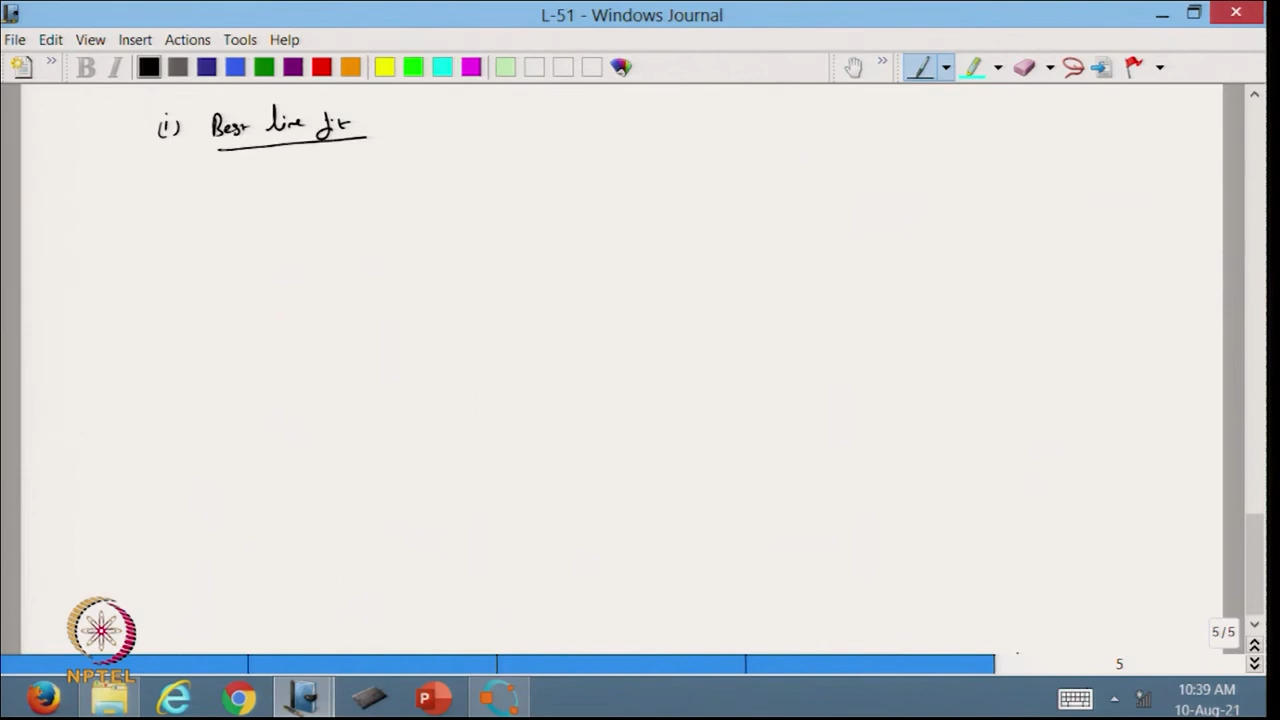 L-51 - Windows Journal
File Edit View Insert Actions Tools Help
B I
(i) Best line fit
5/5
5
NPTEL
10:39 AM
10-Aug-21